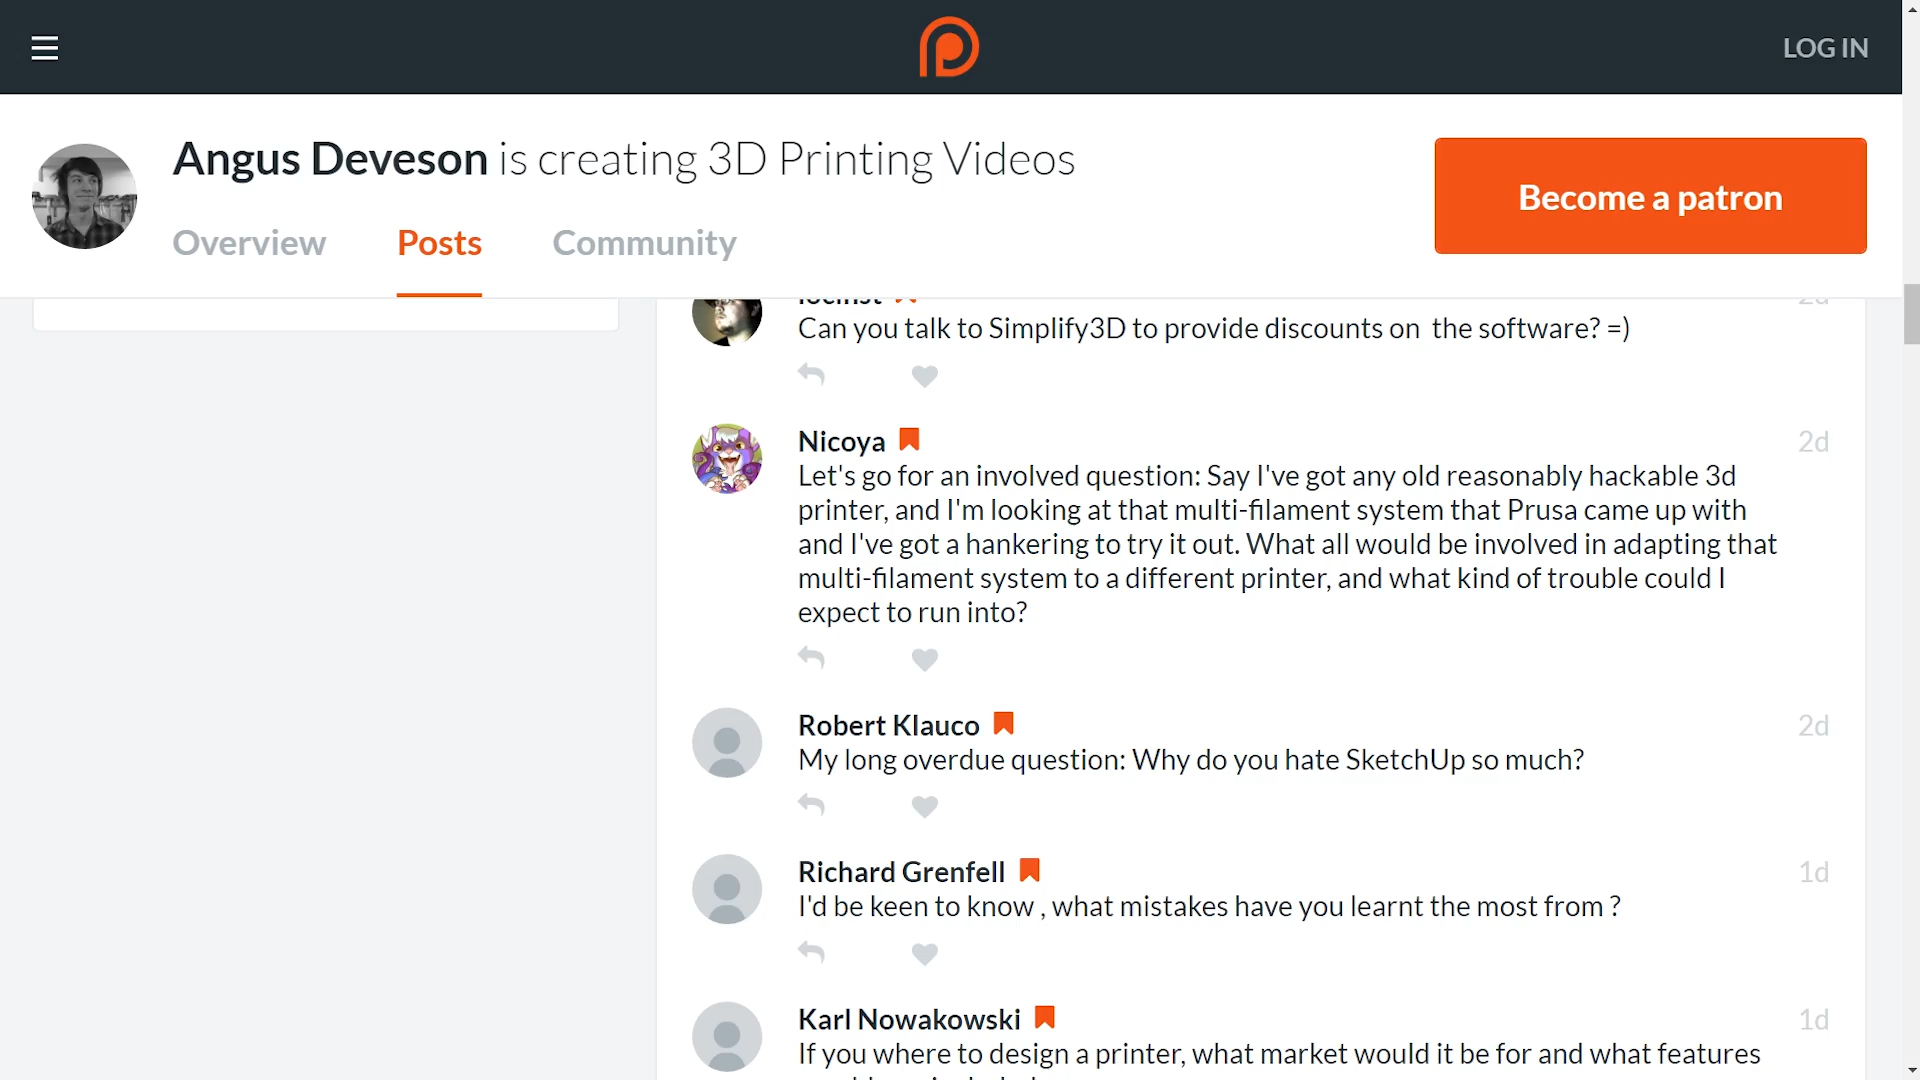 LOG IN
Angus Deveson is creating 3D Printing Videos
Become a patron
Overview Posts Community
2d
Can you talk to Simplify3D to provide discounts on the software? =)
Nicoya 2d
Let's go for an involved question: Say I've got any old reasonably hackable 3d
printer, and I'm looking at that multi-filament system that Prusa came up with
and I've got a hankering to try it out. What all would be involved in adapting that
multi-filament system to a different printer, and what kind of trouble could I
expect to run into?
Robert Klauco 2d
My long overdue question: Why do you hate SketchUp so much?
Richard Grenfell 1d
I'd be keen to know , what mistakes have you learnt the most from ?
Karl Nowakowski 1d
If you where to design a printer, what market would it be for and what features